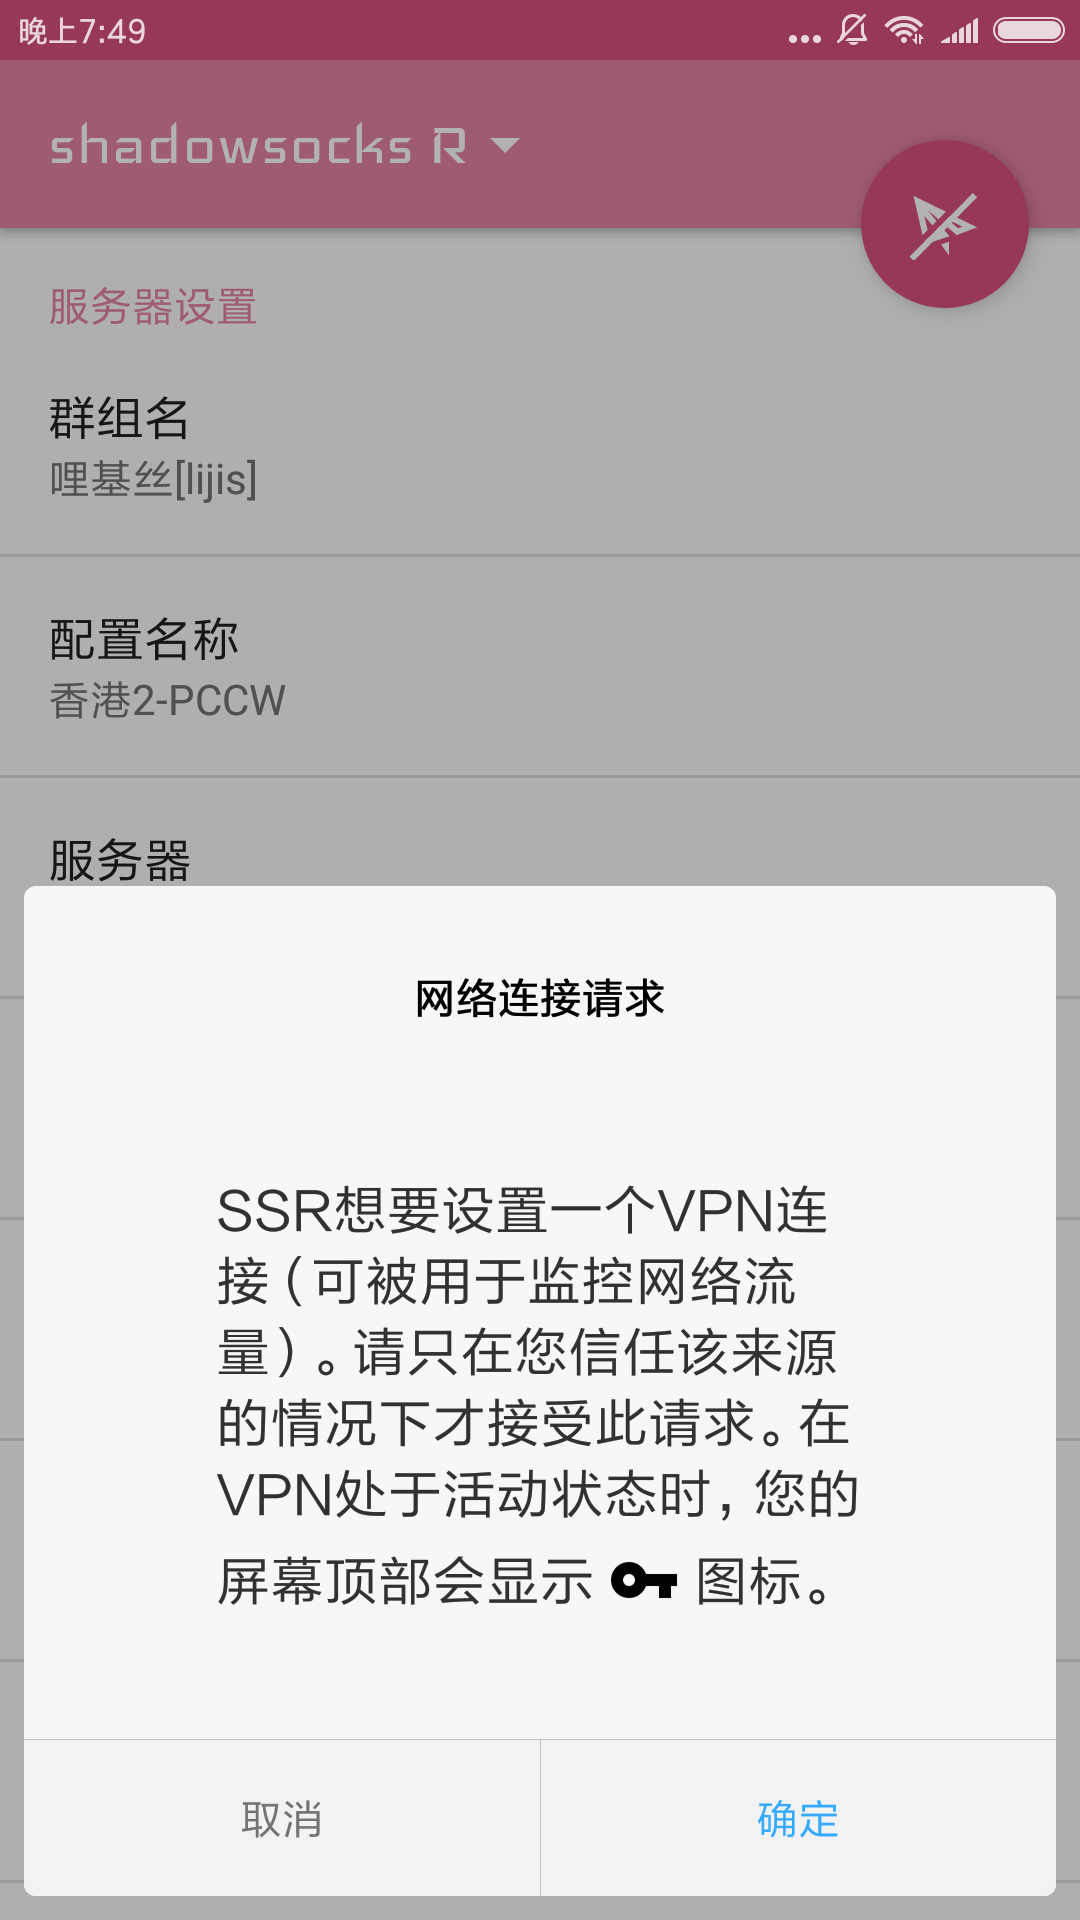 晚上7:49
shadowsocks R
服务器设置
群组名
哩基丝[lijis]
配置名称
香港2-PCCW
服务器
网络连接请求
SSR想要设置一个VPN连
接（可被用于监控网络流
量）。请只在您信任该来源
的情况下才接受此请求。在
VPN处于活动状态时，您的
屏幕顶部会显示 图标。
取消
确定